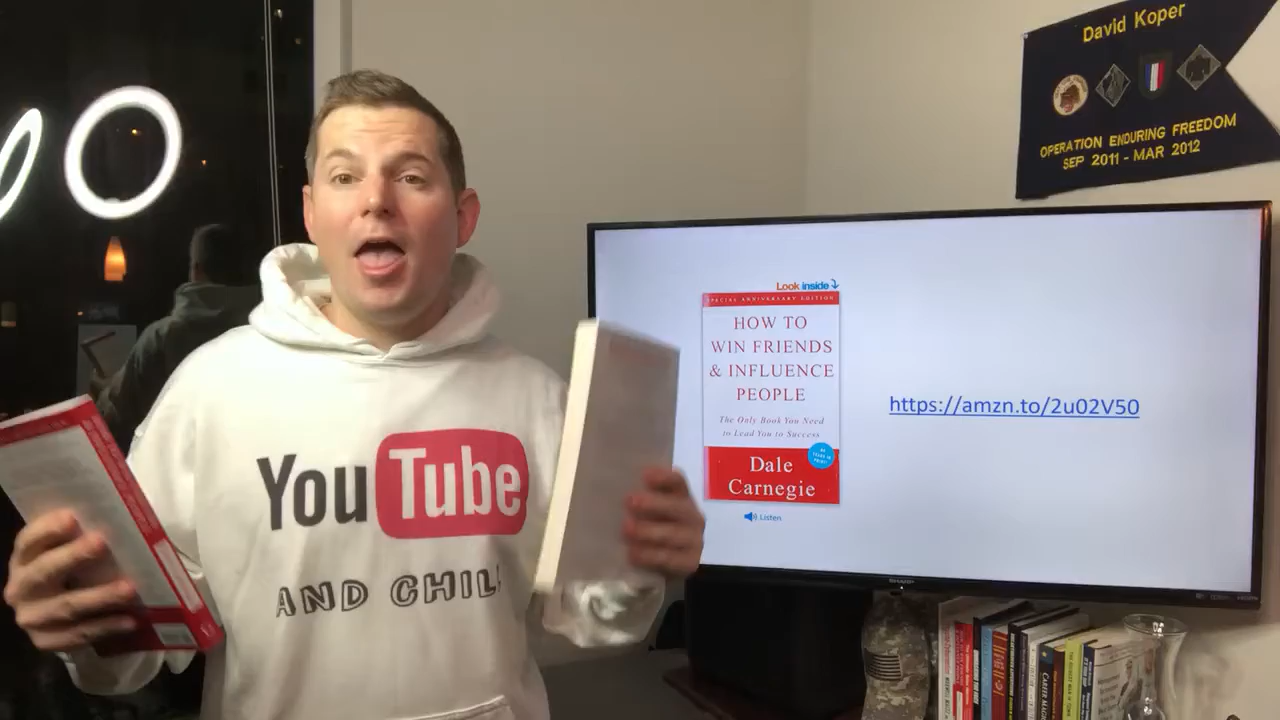 David Koper
OPERATION ENDURING FREEDOM
SEP 2011 - MAR 2012
Look inside
SPECIAL ANNIVERSARY EDITION
HOW TO
WIN FRIENDS
& INFLUENCE
PEOPLE
The Only Book You Need
to Lead You to Success
Dale
Carnegie
Listen
https://amzn.to/2u02V50
YouTube
AND CHILL
SHARP